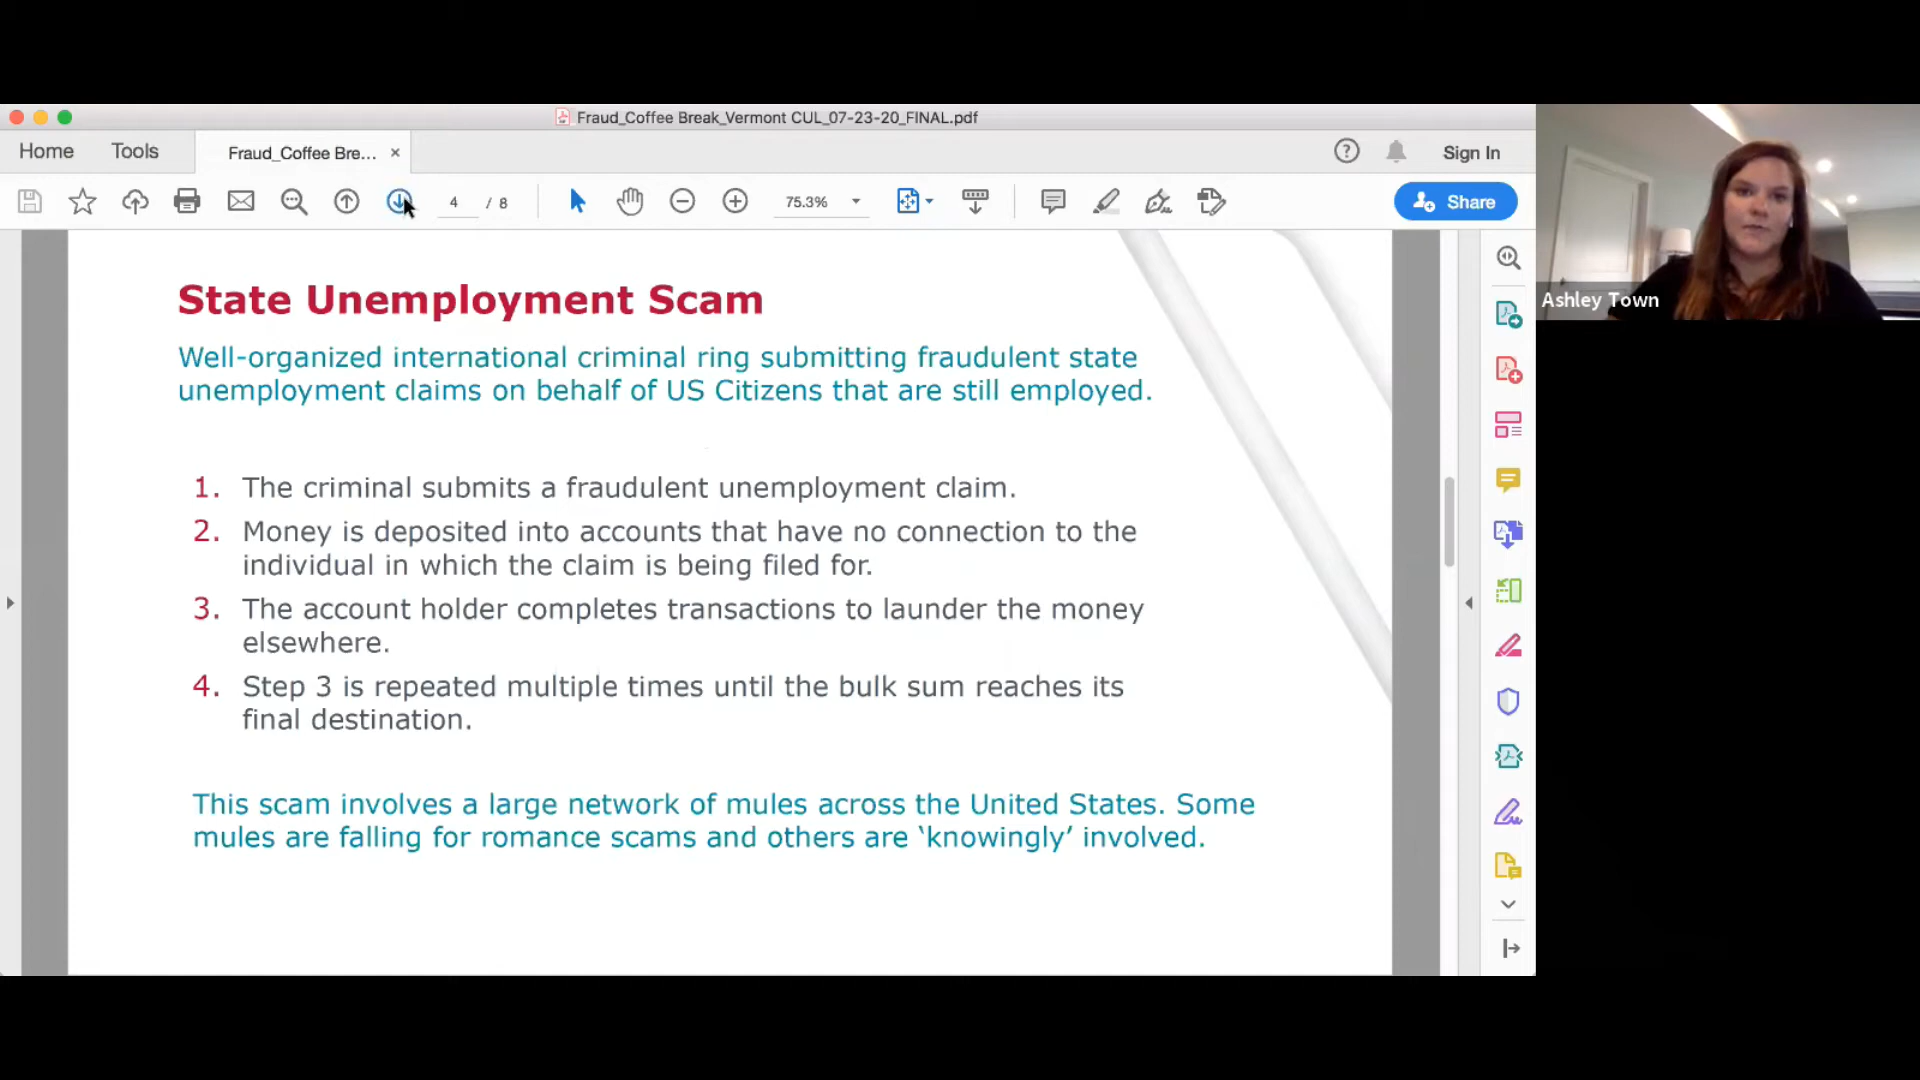 Fraud_Coffee Break_Vermont CUL_07-23-20_FINAL.pdf
Home Tools Fraud_Coffee Bre... × Sign In
4 / 8 75.3% Share
State Unemployment Scam
Well-organized international criminal ring submitting fraudulent state
unemployment claims on behalf of US Citizens that are still employed.
1. The criminal submits a fraudulent unemployment claim.
2. Money is deposited into accounts that have no connection to the
individual in which the claim is being filed for.
3. The account holder completes transactions to launder the money
elsewhere.
4. Step 3 is repeated multiple times until the bulk sum reaches its
final destination.
This scam involves a large network of mules across the United States. Some
mules are falling for romance scams and others are ‘knowingly’ involved.
Ashley Town